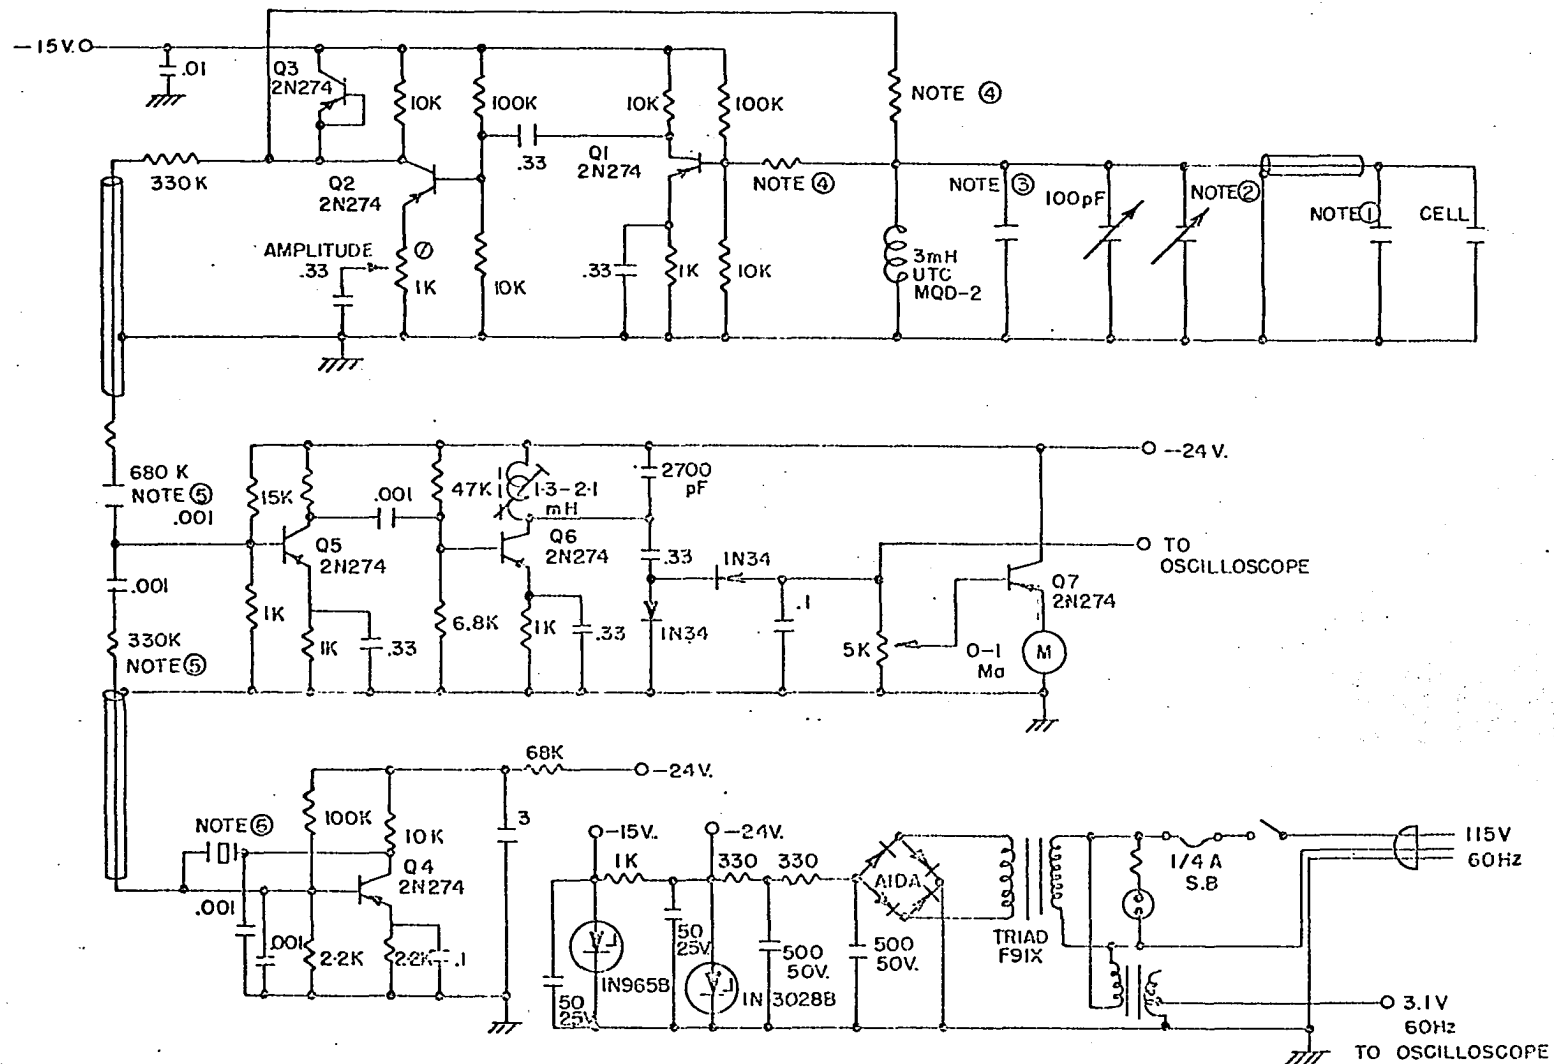 -15V.
.01
Q3
2N274
10K
100K
.33
10K
100K
NOTE ④
Q1
2N274
NOTE ④
330K
Q2
2N274
NOTE ③
100pF
NOTE ②
NOTE ①
CELL
AMPLITUDE
.33
1K
10K
.33
1K
10K
3mH
UTC
MQD-2
680 K
NOTE ⑤
.001
15K
.001
47K
1.3-2.1
mH
2700
pF
-24V.
Q5
2N274
Q6
2N274
.33
1N34
TO
OSCILLOSCOPE
Q7
2N274
.001
1K
1K
.33
6.8K
1K
.33
1N34
.1
5K
0-1
Ma
M
330K
NOTE ⑤
68K
-24V.
100K
10K
3
NOTE ⑥
Q4
2N274
.001
.001
2.2K
2.2K
.1
-15V.
-24V.
1K
330
330
A1DA
50
25V.
500
50V.
500
50V.
1N965B
1N 3028B
50
25V.
TRIAD
F91X
1/4 A
S.B
115V
60Hz
3.1V
60Hz
TO OSCILLOSCOPE